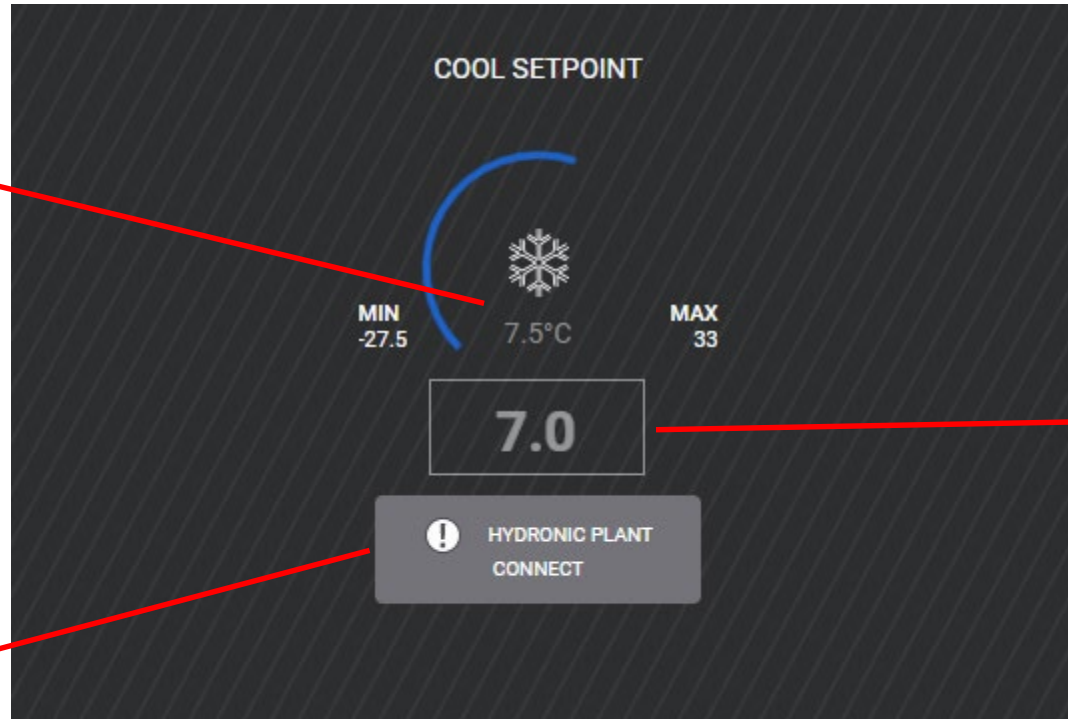 COOL SETPOINT
MIN
-27.5
7.5°C
MAX
33
7.0
! HYDRONIC PLANT
CONNECT